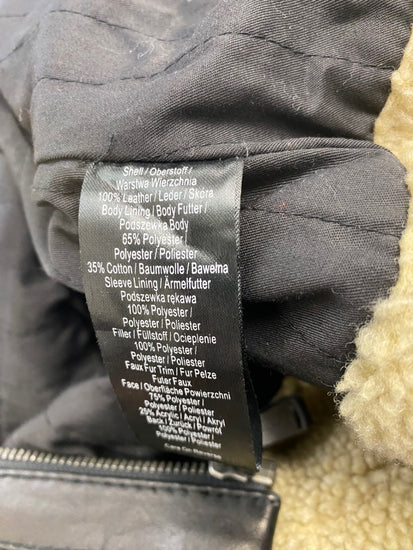 Shell / Oberstoff /
Warstwa Wierzchnia
100% Leather / Leder / Skóra
Body Lining / Body Futter /
Podszewka Body
65% Polyester
Polyester / Poliester
35% Cotton / Baumwolle / Bawełna
Sleeve Lining / Ärmelfutter
Podszewka rękawa
100% Polyester
Polyester / Poliester
Filler / Füllstoff / Ocieplenie
100% Polyester
Polyester / Poliester
Faux Fur Trim / Fur Pelze
Futer Faux
Face / Oberfläche Powierzchni
75% Polyester /
Polyester / Poliester
25% Acrylic / Acryl / Akryl
Back / Zurück / Powrót
100% Polyester /
Polyester / Poliester
Care On Reverse